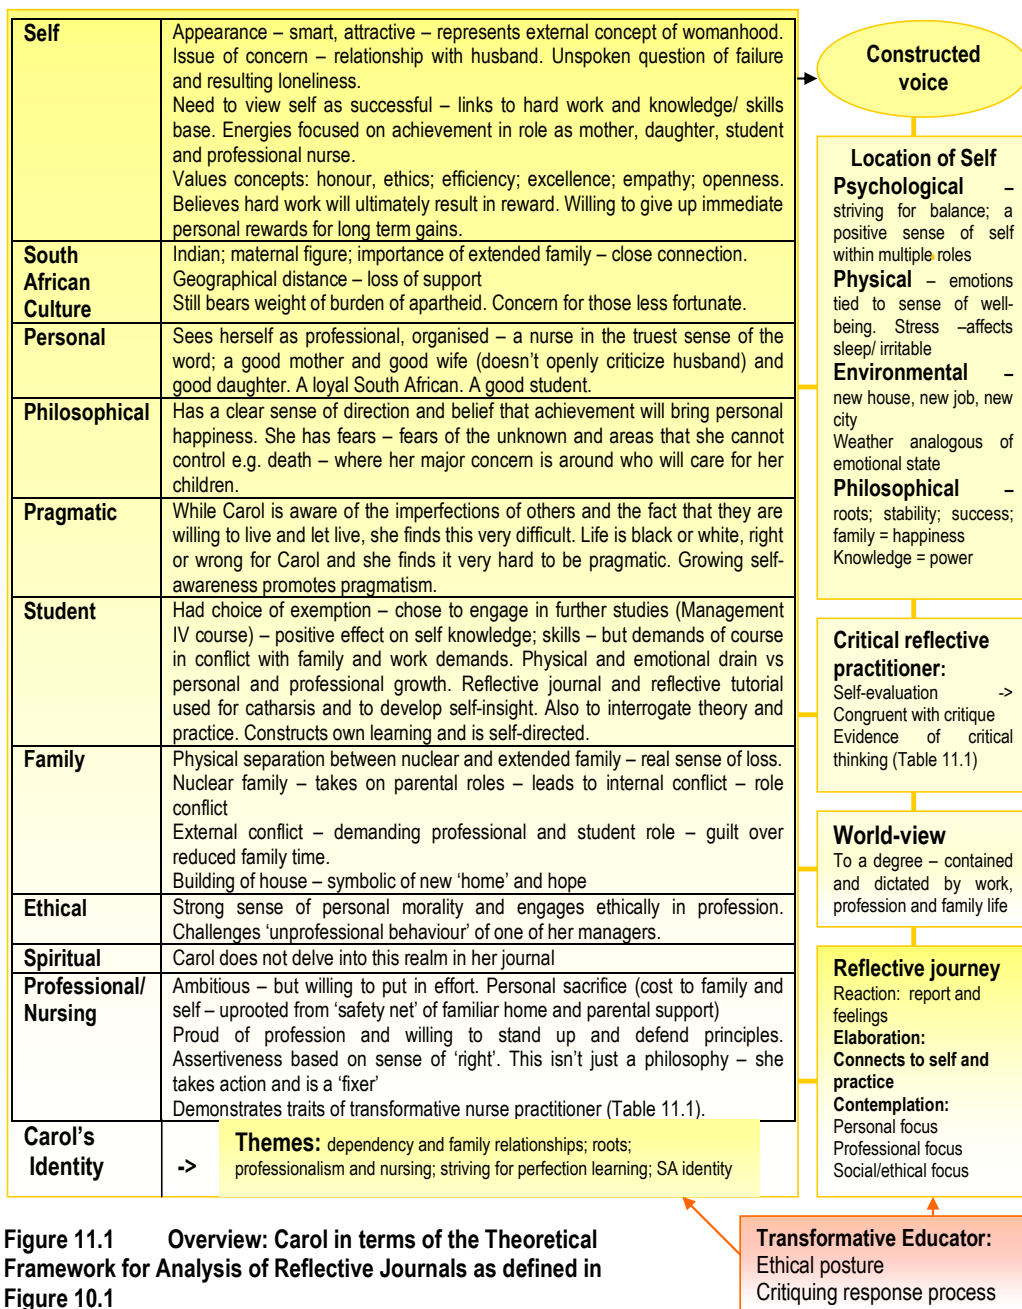 Self
Appearance – smart, attractive – represents external concept of womanhood.
Issue of concern – relationship with husband. Unspoken question of failure
and resulting loneliness.
Need to view self as successful – links to hard work and knowledge/ skills
base. Energies focused on achievement in role as mother, daughter, student
and professional nurse.
Values concepts: honour, ethics; efficiency; excellence; empathy; openness.
Believes hard work will ultimately result in reward. Willing to give up immediate
personal rewards for long term gains.
South
African
Culture
Indian; maternal figure; importance of extended family – close connection.
Geographical distance – loss of support
Still bears weight of burden of apartheid. Concern for those less fortunate.
Personal
Sees herself as professional, organised – a nurse in the truest sense of the
word; a good mother and good wife (doesn't openly criticize husband) and
good daughter. A loyal South African. A good student.
Philosophical
Has a clear sense of direction and belief that achievement will bring personal
happiness. She has fears – fears of the unknown and areas that she cannot
control e.g. death – where her major concern is around who will care for her
children.
Pragmatic
While Carol is aware of the imperfections of others and the fact that they are
willing to live and let live, she finds this very difficult. Life is black or white, right
or wrong for Carol and she finds it very hard to be pragmatic. Growing self-
awareness promotes pragmatism.
Student
Had choice of exemption – chose to engage in further studies (Management
IV course) – positive effect on self knowledge; skills – but demands of course
in conflict with family and work demands. Physical and emotional drain vs
personal and professional growth. Reflective journal and reflective tutorial
used for catharsis and to develop self-insight. Also to interrogate theory and
practice. Constructs own learning and is self-directed.
Family
Physical separation between nuclear and extended family – real sense of loss.
Nuclear family – takes on parental roles – leads to internal conflict – role
conflict
External conflict – demanding professional and student role – guilt over
reduced family time.
Building of house – symbolic of new 'home' and hope
Ethical
Strong sense of personal morality and engages ethically in profession.
Challenges 'unprofessional behaviour' of one of her managers.
Spiritual
Carol does not delve into this realm in her journal
Professional/
Nursing
Ambitious – but willing to put in effort. Personal sacrifice (cost to family and
self – uprooted from 'safety net' of familiar home and parental support)
Proud of profession and willing to stand up and defend principles.
Assertiveness based on sense of 'right'. This isn't just a philosophy – she
takes action and is a 'fixer'
Demonstrates traits of transformative nurse practitioner (Table 11.1).
Carol's
Identity
->
Themes: dependency and family relationships; roots;
professionalism and nursing; striving for perfection learning; SA identity
Constructed
voice
Location of Self
Psychological –
striving for balance; a
positive sense of self
within multiple roles
Physical – emotions
tied to sense of well-
being. Stress –affects
sleep/ irritable
Environmental –
new house, new job, new
city
Weather analogous of
emotional state
Philosophical –
roots; stability; success;
family = happiness
Knowledge = power
Critical reflective
practitioner:
Self-evaluation ->
Congruent with critique
Evidence of critical
thinking (Table 11.1)
World-view
To a degree – contained
and dictated by work,
profession and family life
Reflective journey
Reaction: report and
feelings
Elaboration:
Connects to self and
practice
Contemplation:
Personal focus
Professional focus
Social/ethical focus
Transformative Educator:
Ethical posture
Critiquing response process
Figure 11.1 Overview: Carol in terms of the Theoretical
Framework for Analysis of Reflective Journals as defined in
Figure 10.1